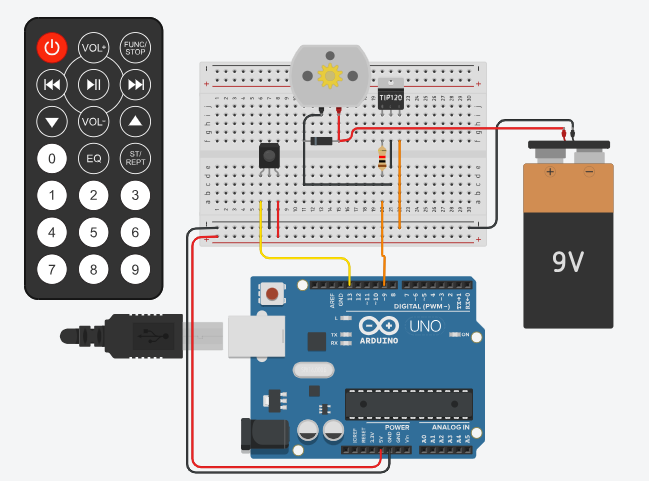 VOL+
FUNC/
STOP
VOL-
0
EQ
ST/
REPT
1
2
3
4
5
6
7
8
9
TIP120
+
-
9V
AREF
GND
13
12
~11
~10
~9
8
7
~6
~5
4
~3
2
TX→1
RX←0
DIGITAL (PWM~)
L
TX
RX
UNO
ON
ARDUINO
POWER
ANALOG IN
IOREF
RESET
5V
GND
GND
Vin
A0
A1
A2
A3
A4
A5